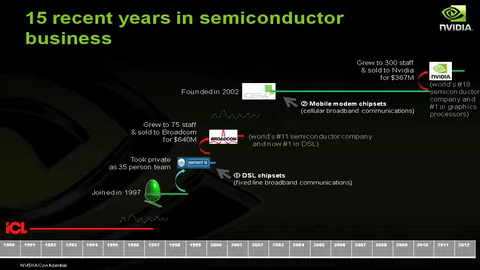 15 recent years in semiconductor
business
NVIDIA.
Grew to 300 staff
& sold to Nvidia
for $367M
NVIDIA.
(world's #18
semiconductor
company and
#1 in graphics
processors)
Founded in 2002
ICERA
② Mobile modem chipsets
(cellular broadband communications)
Grew to 75 staff
& sold to Broadcom
for $640M
BROADCOM
(world's #11 semiconductor company
and now #1 in DSL)
Took private
as 35 person team
element 14
① DSL chipsets
(fixed line broadband communications)
Joined in 1997
ICL
1990 1991 1992 1993 1994 1995 1996 1997 1998 1999 2000 2001 2002 2003 2004 2005 2006 2007 2008 2009 2010 2011 2012
NVIDIA Confidential